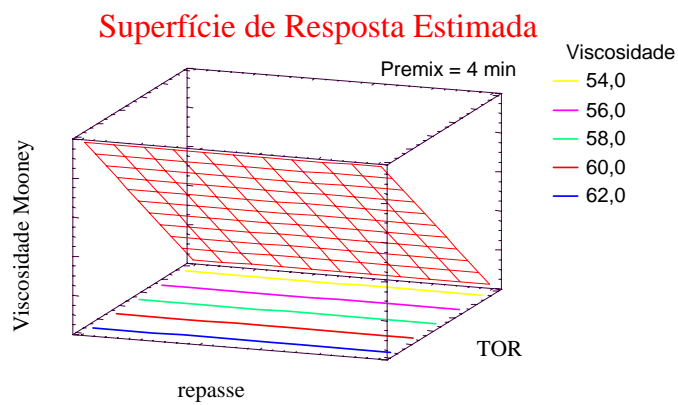 Superfície de Resposta Estimada
Premix = 4 min
Viscosidade
54,0
56,0
58,0
60,0
62,0
Viscosidade Mooney
TOR
repasse